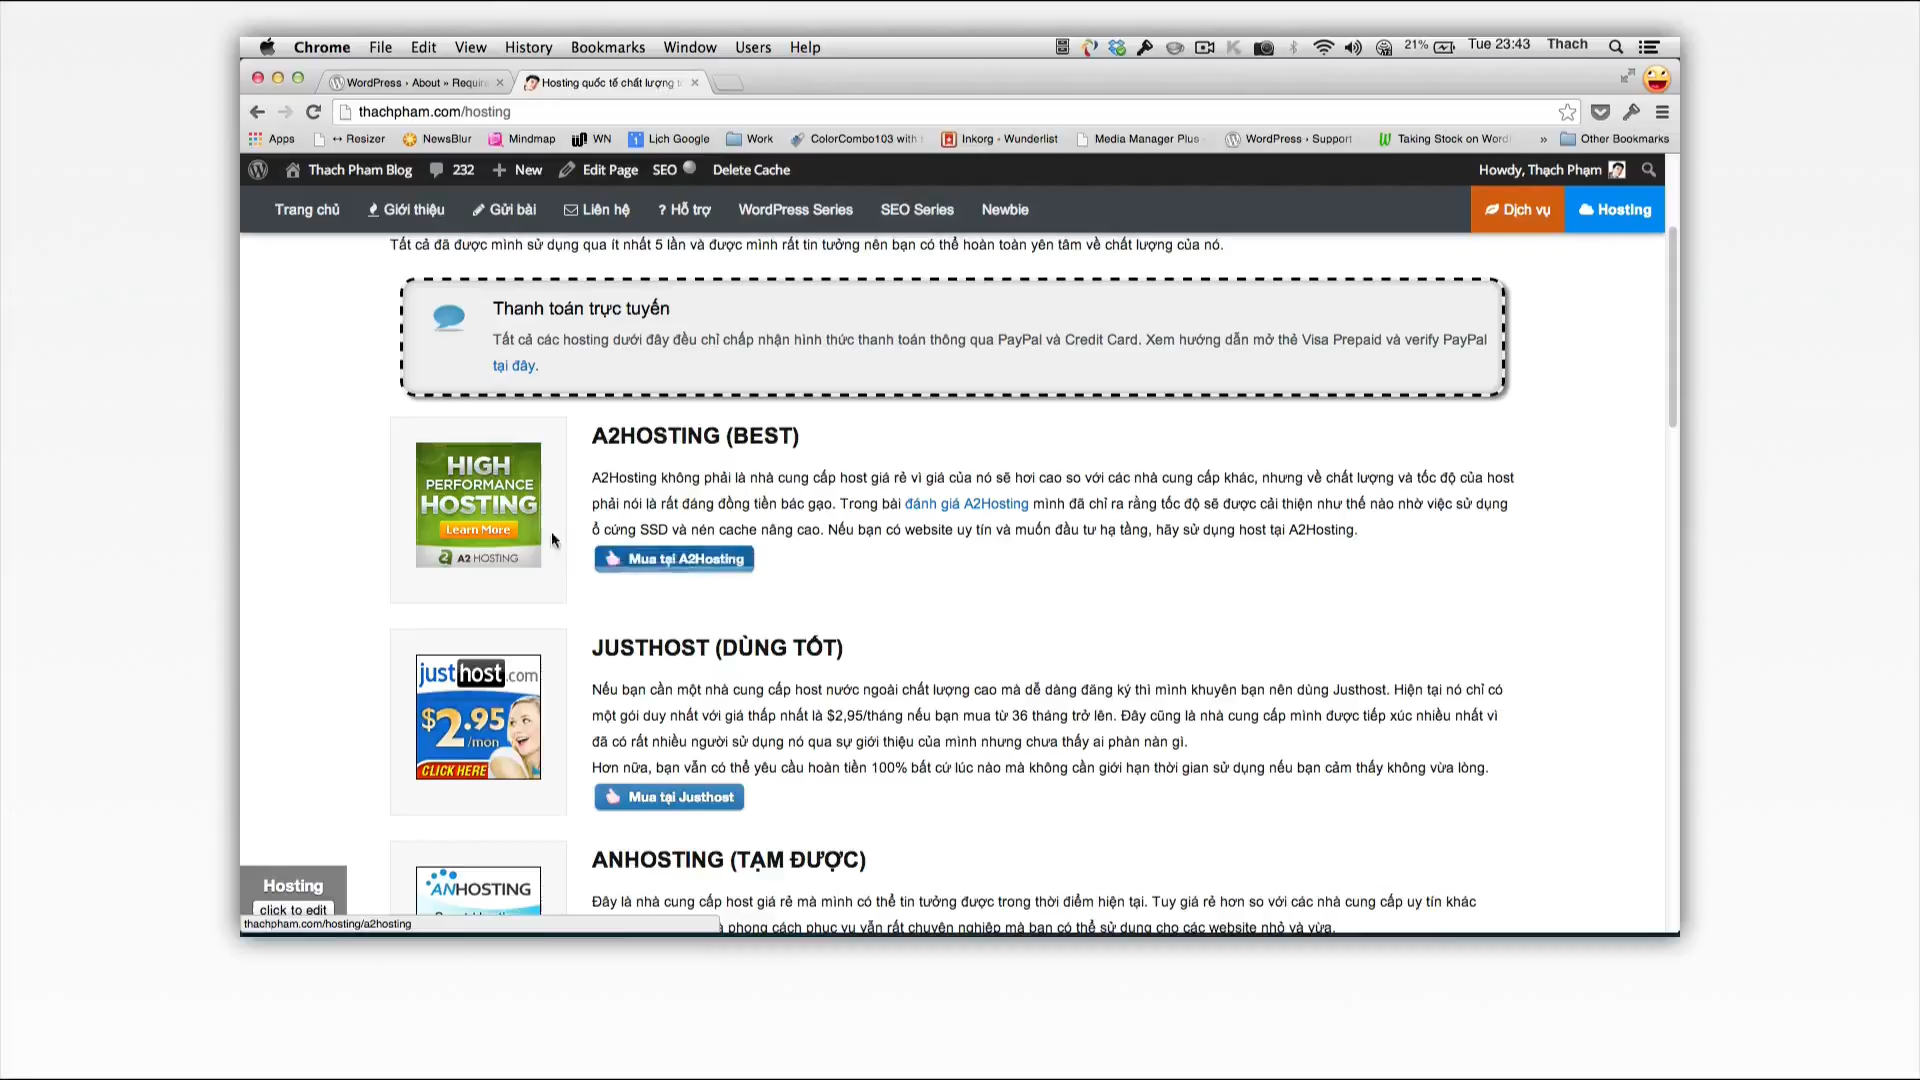 Chrome File Edit View History Bookmarks Window Users Help 21% Tue 23:43 Thach
WordPress › About » Require
Hosting quốc tế chất lượng t
thachpham.com/hosting
Apps ↔ Resizer NewsBlur Mindmap WN Lịch Google Work ColorCombo103 with Inkorg - Wunderlist Media Manager Plus WordPress › Support Taking Stock on Word » Other Bookmarks
Thach Pham Blog 232 New Edit Page SEO Delete Cache Howdy, Thạch Phạm
Trang chủ Giới thiệu Gửi bài Liên hệ ? Hỗ trợ WordPress Series SEO Series Newbie Dịch vụ Hosting
Tất cả đã được mình sử dụng qua ít nhất 5 lần và được mình rất tin tưởng nên bạn có thể hoàn toàn yên tâm về chất lượng của nó.
Thanh toán trực tuyến
Tất cả các hosting dưới đây đều chỉ chấp nhận hình thức thanh toán thông qua PayPal và Credit Card. Xem hướng dẫn mở thẻ Visa Prepaid và verify PayPal
tại đây.
HIGH
PERFORMANCE
HOSTING
Learn More
A2 HOSTING
A2HOSTING (BEST)
A2Hosting không phải là nhà cung cấp host giá rẻ vì giá của nó sẽ hơi cao so với các nhà cung cấp khác, nhưng về chất lượng và tốc độ của host
phải nói là rất đáng đồng tiền bác gạo. Trong bài đánh giá A2Hosting mình đã chỉ ra rằng tốc độ sẽ được cải thiện như thế nào nhờ việc sử dụng
ổ cứng SSD và nén cache nâng cao. Nếu bạn có website uy tín và muốn đầu tư hạ tầng, hãy sử dụng host tại A2Hosting.
Mua tại A2Hosting
justhost.com
$2.95
/mon
CLICK HERE
JUSTHOST (DÙNG TỐT)
Nếu bạn cần một nhà cung cấp host nước ngoài chất lượng cao mà dễ dàng đăng ký thì mình khuyên bạn nên dùng Justhost. Hiện tại nó chỉ có
một gói duy nhất với giá thấp nhất là $2,95/tháng nếu bạn mua từ 36 tháng trở lên. Đây cũng là nhà cung cấp mình được tiếp xúc nhiều nhất vì
đã có rất nhiều người sử dụng nó qua sự giới thiệu của mình nhưng chưa thấy ai phàn nàn gì.
Hơn nữa, bạn vẫn có thể yêu cầu hoàn tiền 100% bất cứ lúc nào mà không cần giới hạn thời gian sử dụng nếu bạn cảm thấy không vừa lòng.
Mua tại Justhost
ANHOSTING
ANHOSTING (TẠM ĐƯỢC)
Đây là nhà cung cấp host giá rẻ mà mình có thể tin tưởng được trong thời điểm hiện tại. Tuy giá rẻ hơn so với các nhà cung cấp uy tín khác
phong cách phục vụ vẫn rất chuyên nghiệp mà bạn có thể sử dụng cho các website nhỏ và vừa.
Hosting
click to edit
thachpham.com/hosting/a2hosting